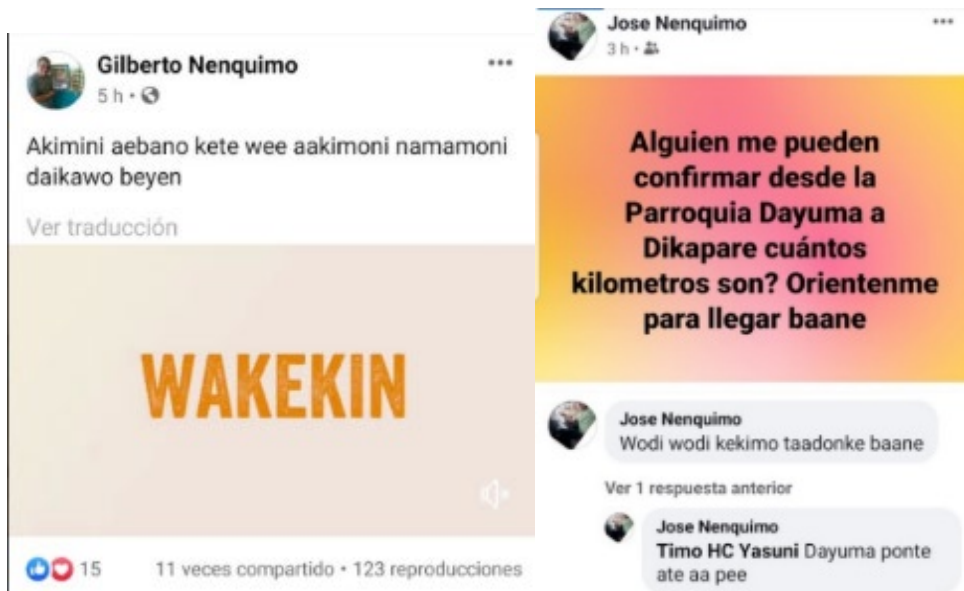 Gilberto Nenquimo
5 h
Akimini aebano kete wee aakimoni namamoni
daikawo beyen
Ver traducción
WAKEKIN
15
11 veces compartido • 123 reproducciones
Jose Nenquimo
3 h
Alguien me pueden
confirmar desde la
Parroquia Dayuma a
Dikapare cuántos
kilometros son? Orientenme
para llegar baane
Jose Nenquimo
Wodi wodi kekimo taadonke baane
Ver 1 respuesta anterior
Jose Nenquimo
Timo HC Yasuni Dayuma ponte
ate aa pee